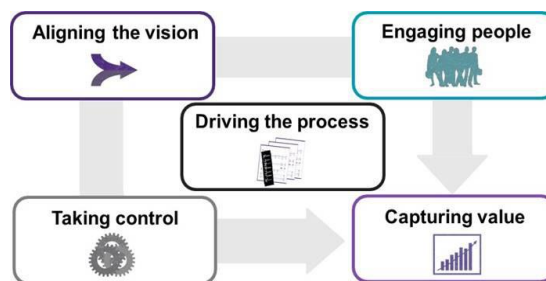 Aligning the vision
Engaging people
Driving the process
Taking control
Capturing value